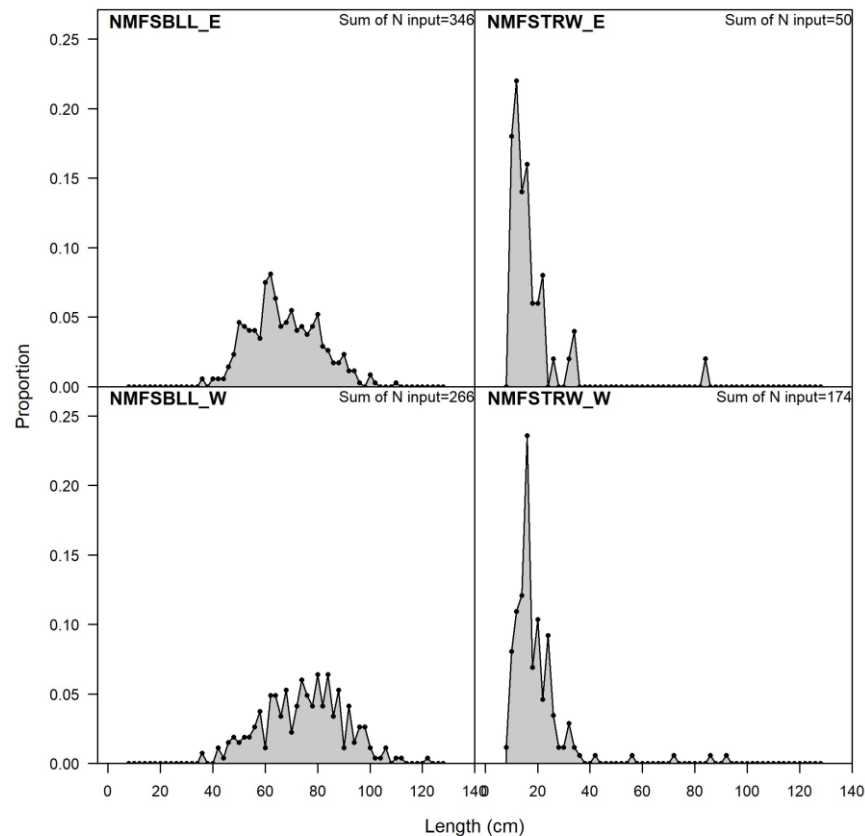 NMFSBLL_E Sum of N input=346
NMFSTRW_E Sum of N input=50
0.25
0.20
0.15
0.10
0.05
0.00
NMFSBLL_W Sum of N input=266
NMFSTRW_W Sum of N input=174
0.25
0.20
0.15
0.10
0.05
0.00
Proportion
0 20 40 60 80 100 120 140
0 20 40 60 80 100 120 140
Length (cm)